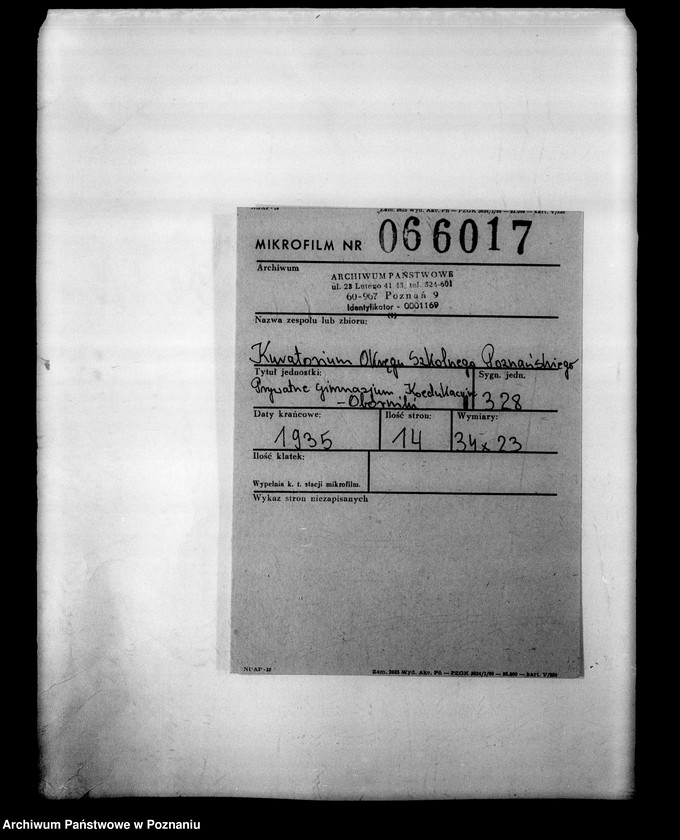 MIKROFILM NR 066017
Archiwum
ARCHIWUM PAŃSTWOWE
ul. 23 Lutego 41 43, tel. 524-601
60-967 Poznań 9
Identyfikator - 0001169
Nazwa zespołu lub zbioru:
Kuratorium Okręgu Szkolnego Poznańskiego
Tytuł jednostki:
Sygn. jedn.
Prywatne Gimnazjum Koedukacyjne
- Oborniki
328
Daty krańcowe:
Ilość stron:
Wymiary:
1935
14
34x23
Ilość klatek:
Wypełnia k. t. stacji mikrofilm.
Wykaz stron niezapisanych
Archiwum Państwowe w Poznaniu